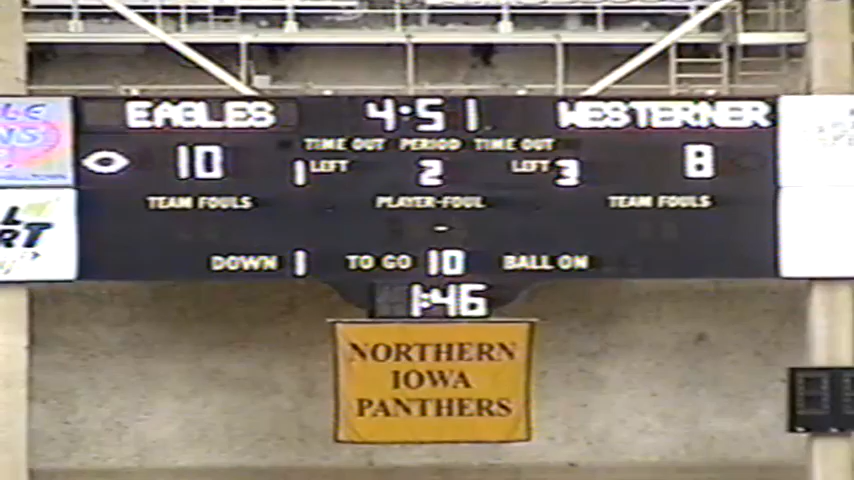 EAGLES 4:51 WESTERNER
TIME OUT PERIOD TIME OUT
10 1 LEFT 2 LEFT 3 8
TEAM FOULS PLAYER-FOUL TEAM FOULS
-
DOWN 1 TO GO 10 BALL ON
1:46
NORTHERN
IOWA
PANTHERS